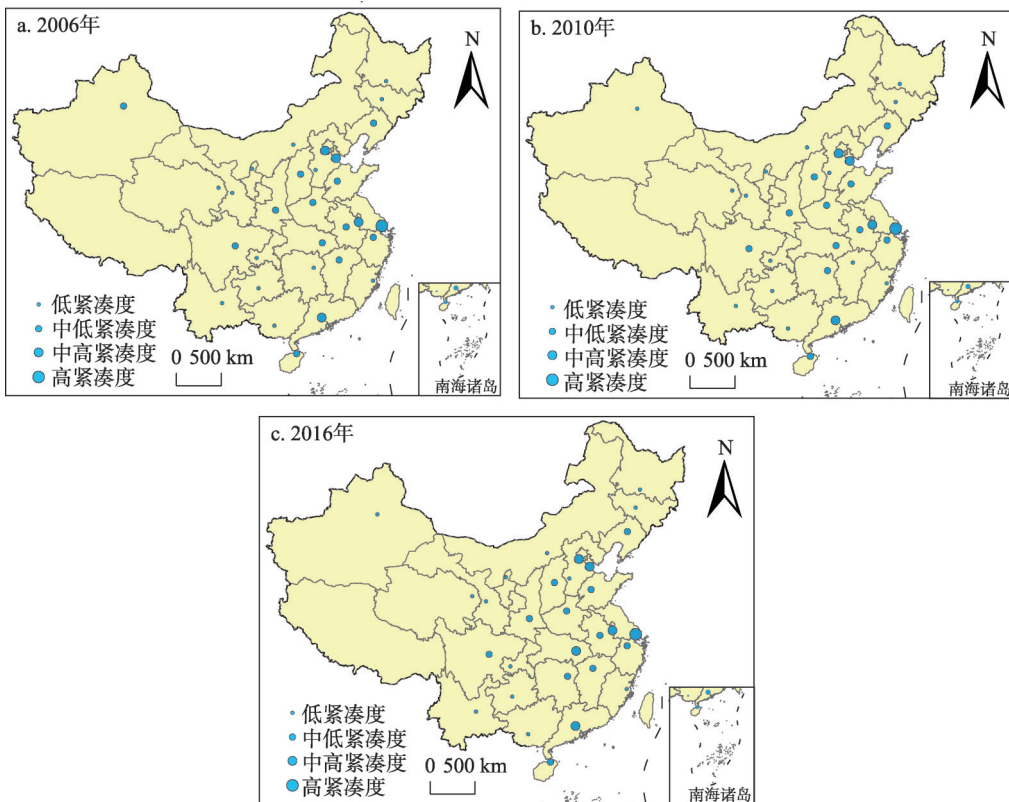 a. 2006年
N
低紧凑度
中低紧凑度
中高紧凑度
高紧凑度
0 500 km
南海诸岛
b. 2010年
N
低紧凑度
中低紧凑度
中高紧凑度
高紧凑度
0 500 km
南海诸岛
c. 2016年
N
低紧凑度
中低紧凑度
中高紧凑度
高紧凑度
0 500 km
南海诸岛